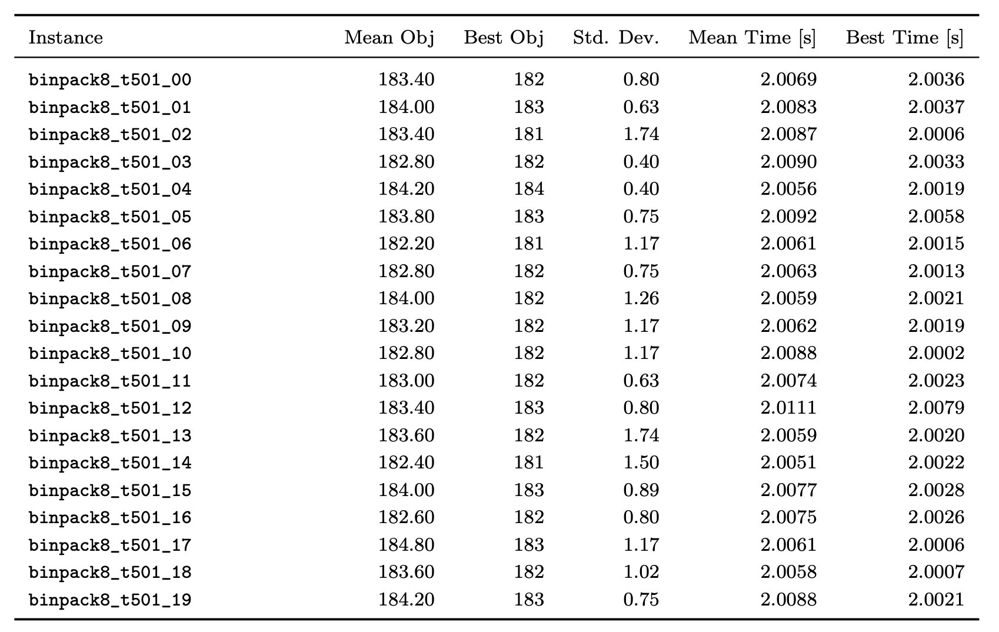 Instance Mean Obj Best Obj Std. Dev. Mean Time [s] Best Time [s]
binpack8_t501_00 183.40 182 0.80 2.0069 2.0036
binpack8_t501_01 184.00 183 0.63 2.0083 2.0037
binpack8_t501_02 183.40 181 1.74 2.0087 2.0006
binpack8_t501_03 182.80 182 0.40 2.0090 2.0033
binpack8_t501_04 184.20 184 0.40 2.0056 2.0019
binpack8_t501_05 183.80 183 0.75 2.0092 2.0058
binpack8_t501_06 182.20 181 1.17 2.0061 2.0015
binpack8_t501_07 182.80 182 0.75 2.0063 2.0013
binpack8_t501_08 184.00 182 1.26 2.0059 2.0021
binpack8_t501_09 183.20 182 1.17 2.0062 2.0019
binpack8_t501_10 182.80 182 1.17 2.0088 2.0002
binpack8_t501_11 183.00 182 0.63 2.0074 2.0023
binpack8_t501_12 183.40 183 0.80 2.0111 2.0079
binpack8_t501_13 183.60 182 1.74 2.0059 2.0020
binpack8_t501_14 182.40 181 1.50 2.0051 2.0022
binpack8_t501_15 184.00 183 0.89 2.0077 2.0028
binpack8_t501_16 182.60 182 0.80 2.0075 2.0026
binpack8_t501_17 184.80 183 1.17 2.0061 2.0006
binpack8_t501_18 183.60 182 1.02 2.0058 2.0007
binpack8_t501_19 184.20 183 0.75 2.0088 2.0021